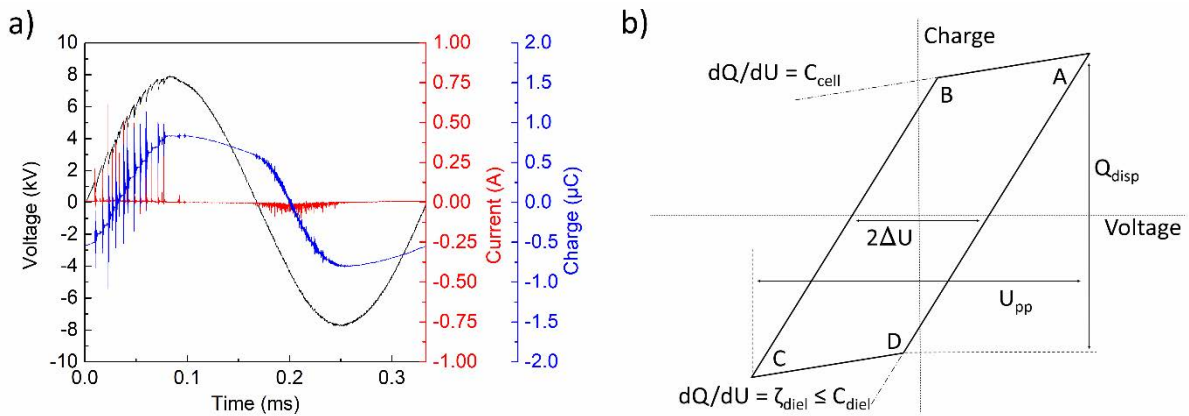 a)
10
8
6
4
2
0
-2
-4
-6
-8
-10
Voltage (kV)
0.0
0.1
0.2
0.3
Time (ms)
1.00
0.75
0.50
0.25
0.00
-0.25
-0.50
-0.75
-1.00
Current (A)
2.0
1.5
1.0
0.5
0.0
-0.5
-1.0
-1.5
-2.0
Charge (µC)
b)
Charge
dQ/dU = C_cell
B
A
Q_disp
Voltage
2ΔU
U_pp
D
C
dQ/dU = ζ_diel ≤ C_diel